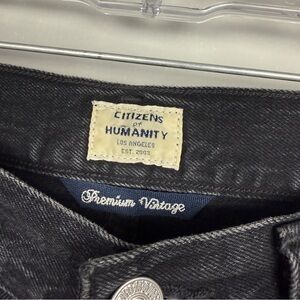 CITIZENS
of
HUMANITY
LOS ANGELES
EST. 2003
Premium Vintage